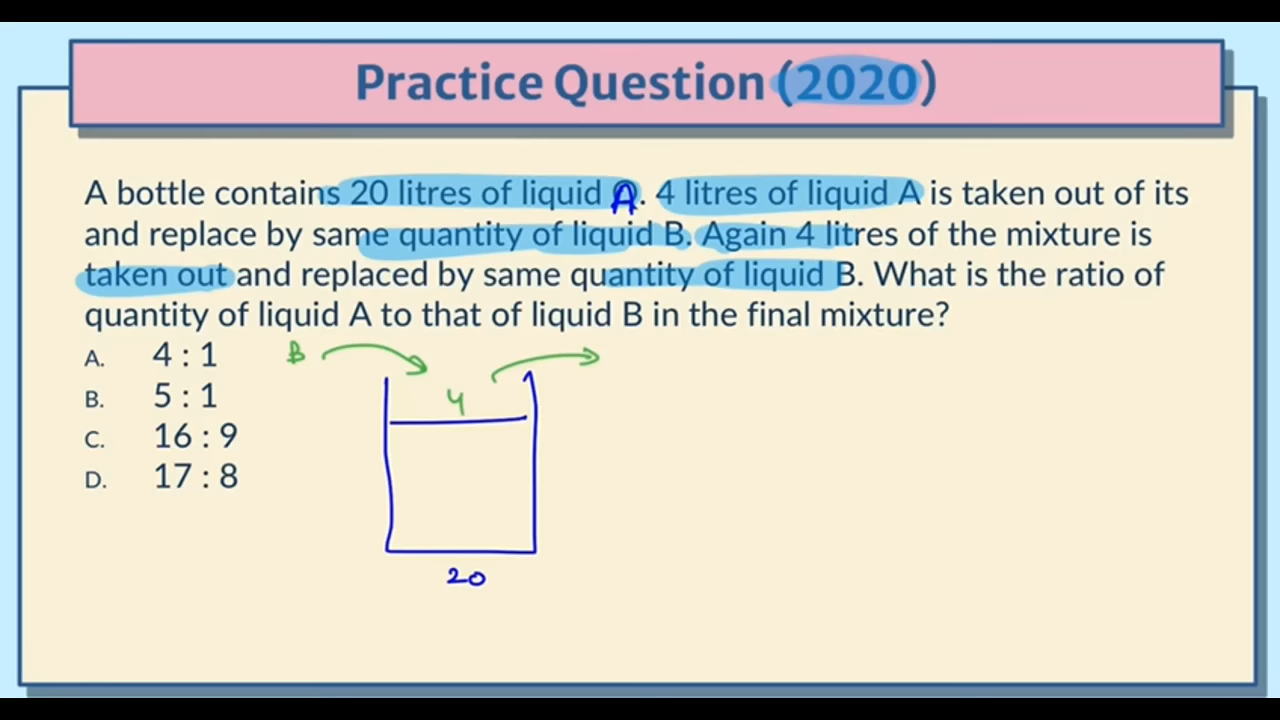 Practice Question (2020)
A bottle contains 20 litres of liquid A. 4 litres of liquid A is taken out of its
and replace by same quantity of liquid B. Again 4 litres of the mixture is
taken out and replaced by same quantity of liquid B. What is the ratio of
quantity of liquid A to that of liquid B in the final mixture?
A. 4 : 1
B. 5 : 1
C. 16 : 9
D. 17 : 8
B
4
20